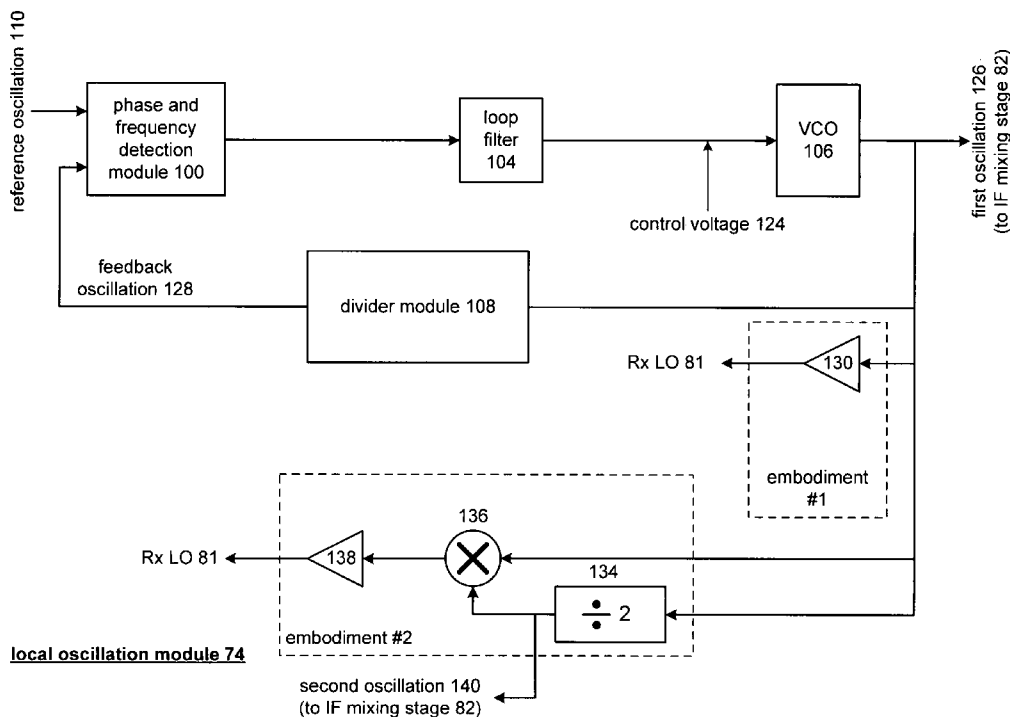 reference oscillation 110
phase and
frequency
detection
module 100
loop
filter
104
VCO
106
first oscillation 126
(to IF mixing stage 82)
control voltage 124
feedback
oscillation 128
divider module 108
Rx LO 81
130
embodiment
#1
136
Rx LO 81
138
134
÷ 2
embodiment #2
local oscillation module 74
second oscillation 140
(to IF mixing stage 82)